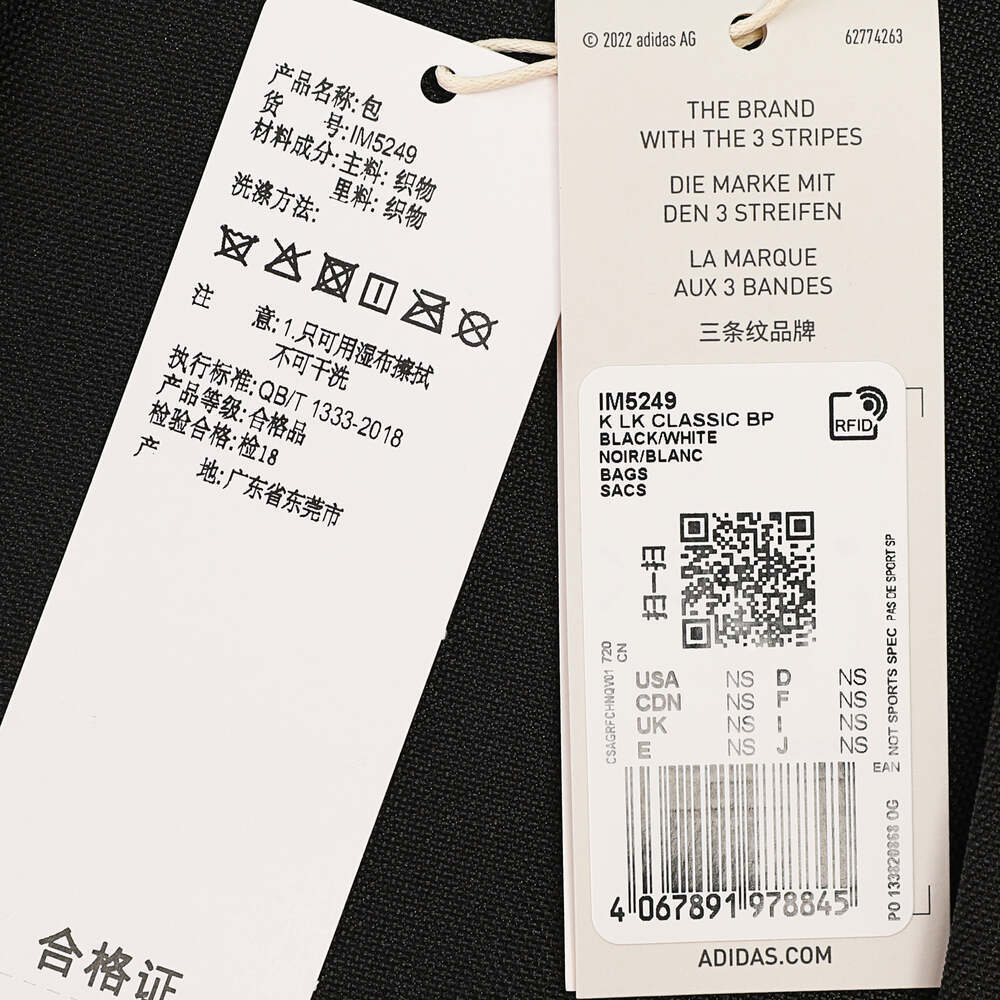 产品名称:包
货 号:IM5249
材料成分:主料: 织物
里料: 织物
洗涤方法:
注 意:1.只可用湿布擦拭
不可干洗
执行标准:QB/T 1333-2018
产品等级:合格品
检验合格:检18
产 地:广东省东莞市
合格证
© 2022 adidas AG 62774263
THE BRAND
WITH THE 3 STRIPES
DIE MARKE MIT
DEN 3 STREIFEN
LA MARQUE
AUX 3 BANDES
三条纹品牌
IM5249
K LK CLASSIC BP
BLACK/WHITE
NOIR/BLANC
BAGS
SACS
RFID
扫一扫
CSAGRFCHNQV01 720
CN
USA NS D NS
CDN NS F NS
UK NS I NS
E NS J NS
EAN
NOT SPORTS SPEC PAS DE SPORT SP
PO 133820868 OG
4 067891 978845
ADIDAS.COM